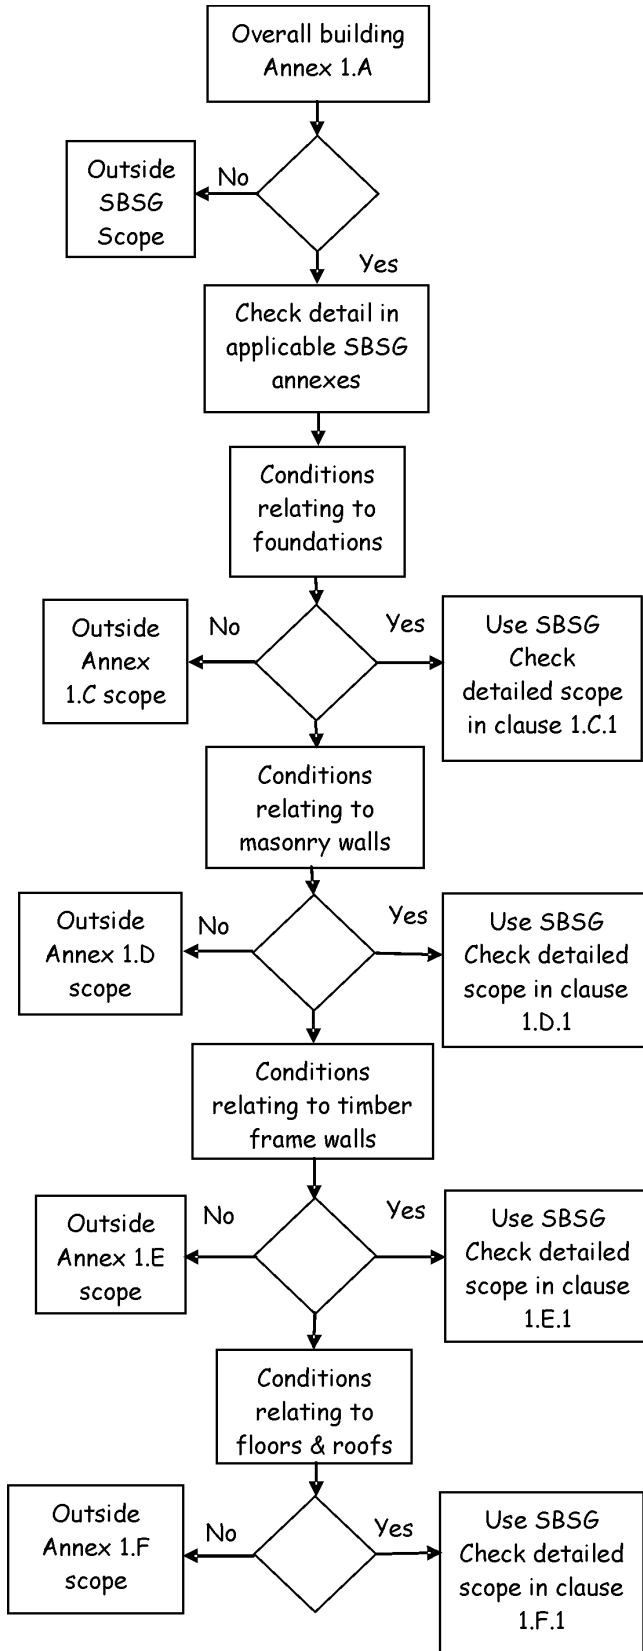 Overall building
Annex 1.A
Outside
SBSG
Scope
No
Yes
Check detail in
applicable SBSG
annexes
Conditions
relating to
foundations
Outside
Annex
1.C scope
No
Yes
Use SBSG
Check
detailed scope
in clause 1.C.1
Conditions
relating to
masonry walls
Outside
Annex 1.D
scope
No
Yes
Use SBSG
Check detailed
scope in clause
1.D.1
Conditions
relating to timber
frame walls
Outside
Annex 1.E
scope
No
Yes
Use SBSG
Check detailed
scope in clause
1.E.1
Conditions
relating to
floors & roofs
Outside
Annex 1.F
scope
No
Yes
Use SBSG
Check detailed
scope in clause
1.F.1